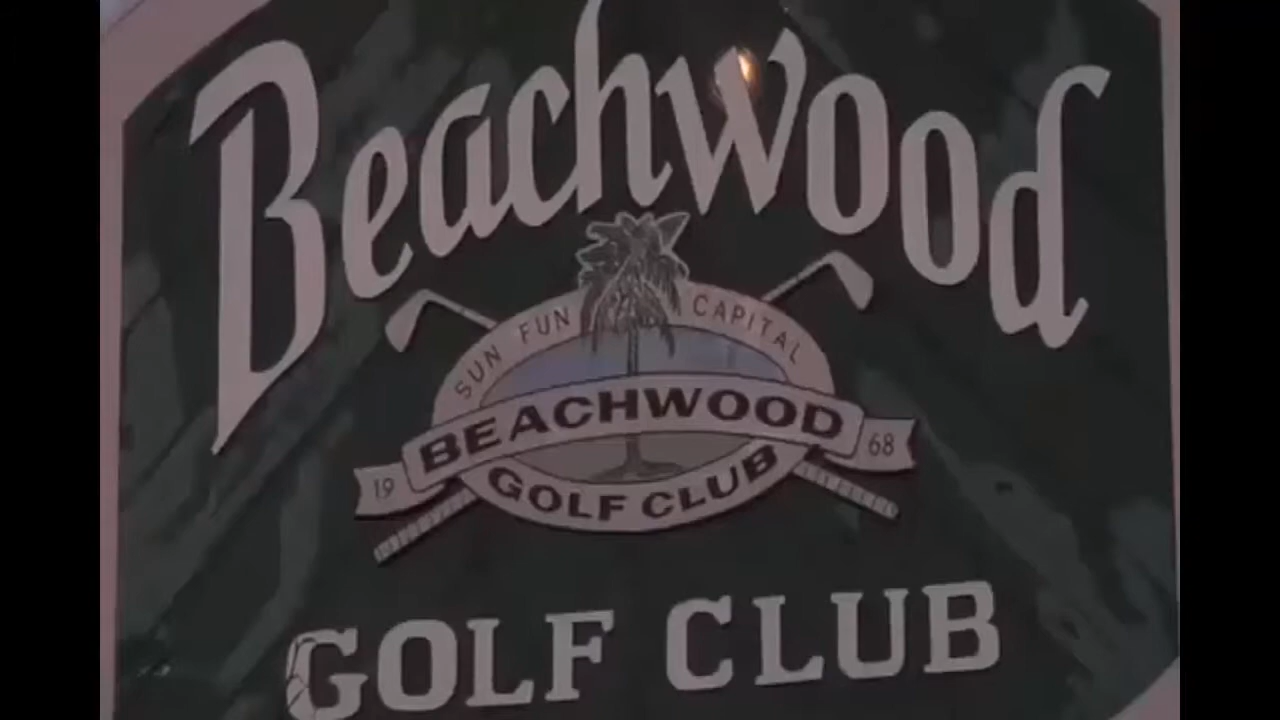 Beachwood
SUN FUN CAPITAL
BEACHWOOD
19 68
GOLF CLUB
GOLF CLUB